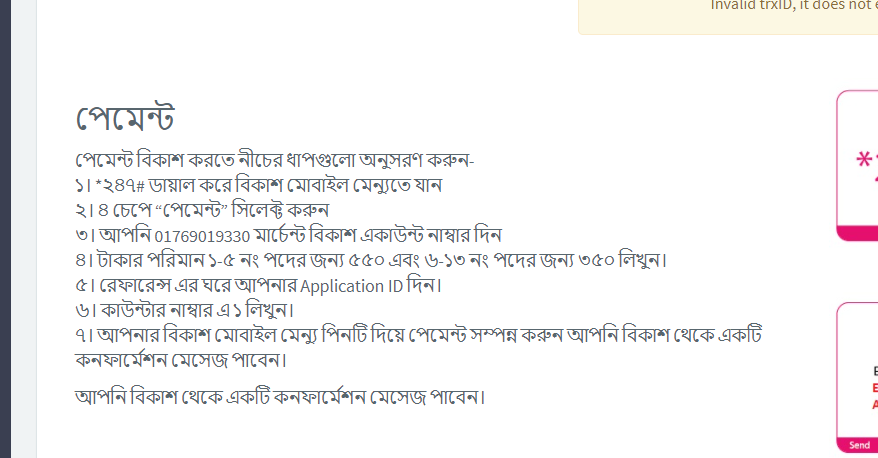 Invalid trxID, it does not
পেমেন্ট
পেমেন্ট বিকাশ করতে নীচের ধাপগুলো অনুসরণ করুন-
১। *২৪৭# ডায়াল করে বিকাশ মোবাইল মেন্যুতে যান
২। ৪ চেপে “পেমেন্ট” সিলেক্ট করুন
৩। আপনি 01769019330 মার্চেন্ট বিকাশ একাউন্ট নাম্বার দিন
৪। টাকার পরিমান ১-৫ নং পদের জন্য ৫৫০ এবং ৬-১৩ নং পদের জন্য ৩৫০ লিখুন।
৫। রেফারেন্স এর ঘরে আপনার Application ID দিন।
৬। কাউন্টার নাম্বার এ ১ লিখুন।
৭। আপনার বিকাশ মোবাইল মেন্যু পিনটি দিয়ে পেমেন্ট সম্পন্ন করুন আপনি বিকাশ থেকে একটি
কনফার্মেশন মেসেজ পাবেন।
আপনি বিকাশ থেকে একটি কনফার্মেশন মেসেজ পাবেন।
Send